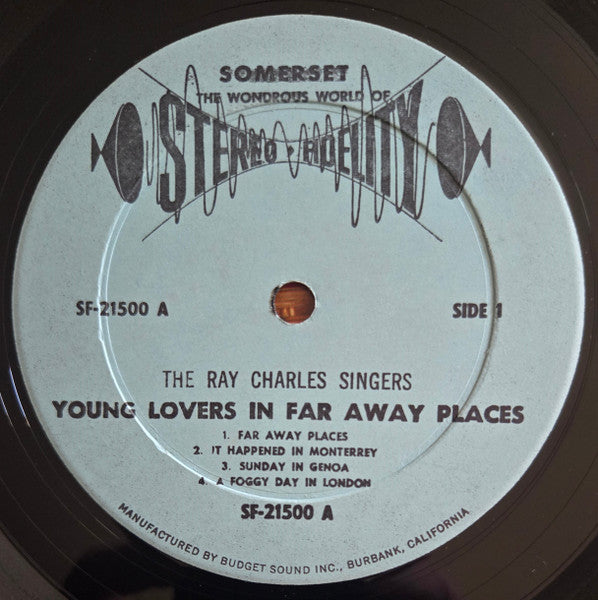 SOMERSET
THE WONDROUS WORLD OF
STEREO • FIDELITY
SF-21500 A
SIDE 1
THE RAY CHARLES SINGERS
YOUNG LOVERS IN FAR AWAY PLACES
1. FAR AWAY PLACES
2. IT HAPPENED IN MONTERREY
3. SUNDAY IN GENOA
4. A FOGGY DAY IN LONDON
SF-21500 A
MANUFACTURED BY BUDGET SOUND INC., BURBANK, CALIFORNIA